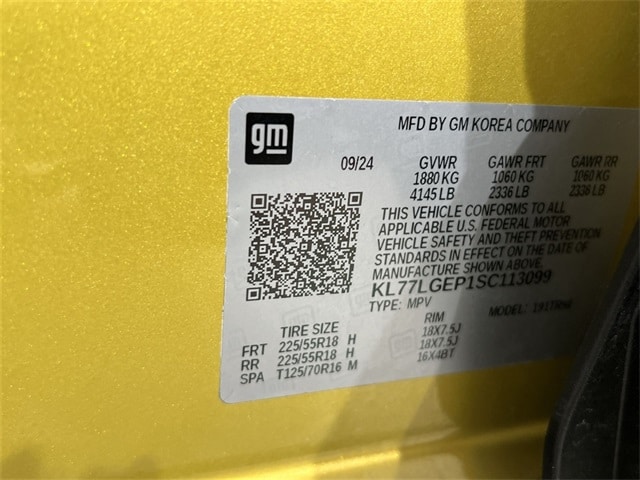 gm
MFD BY GM KOREA COMPANY
09/24 GVWR GAWR FRT GAWR RR
1880 KG 1060 KG 1060 KG
4145 LB 2336 LB 2336 LB
THIS VEHICLE CONFORMS TO ALL
APPLICABLE U.S. FEDERAL MOTOR
VEHICLE SAFETY AND THEFT PREVENTION
STANDARDS IN EFFECT ON THE DATE OF
MANUFACTURE SHOWN ABOVE.
KL77LGEP1SC113099
TYPE: MPV MODEL:
TIRE SIZE RIM
FRT 225/55R18 H 18X7.5J
RR 225/55R18 H 18X7.5J
SPA T125/70R16 M 16X4BT